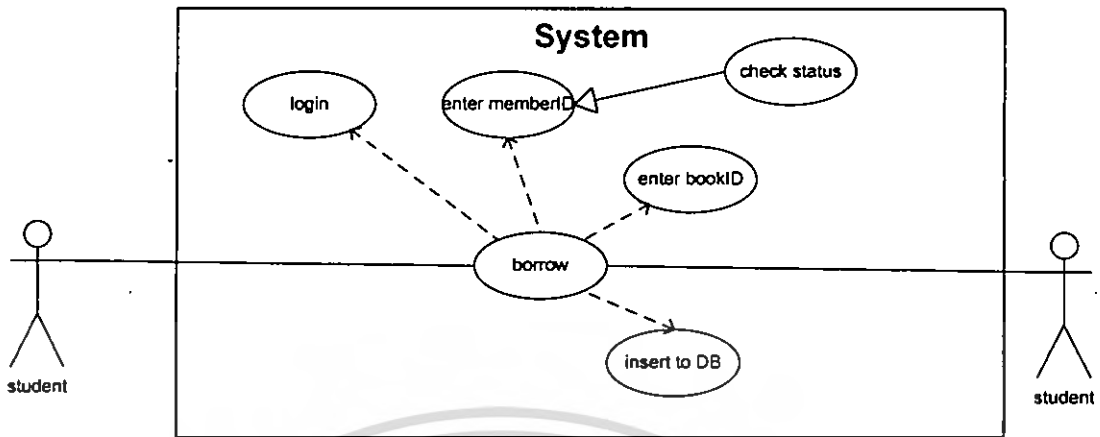 System
check status
login
enter memberID
enter bookID
borrow
insert to DB
student
student